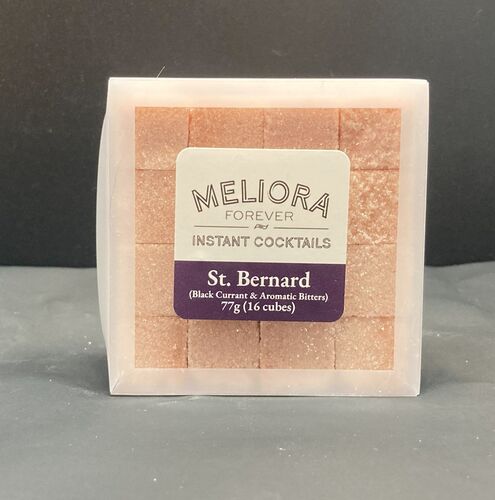 MELIORA
FOREVER
INSTANT COCKTAILS
St. Bernard
(Black Currant & Aromatic Bitters)
77g (16 cubes)